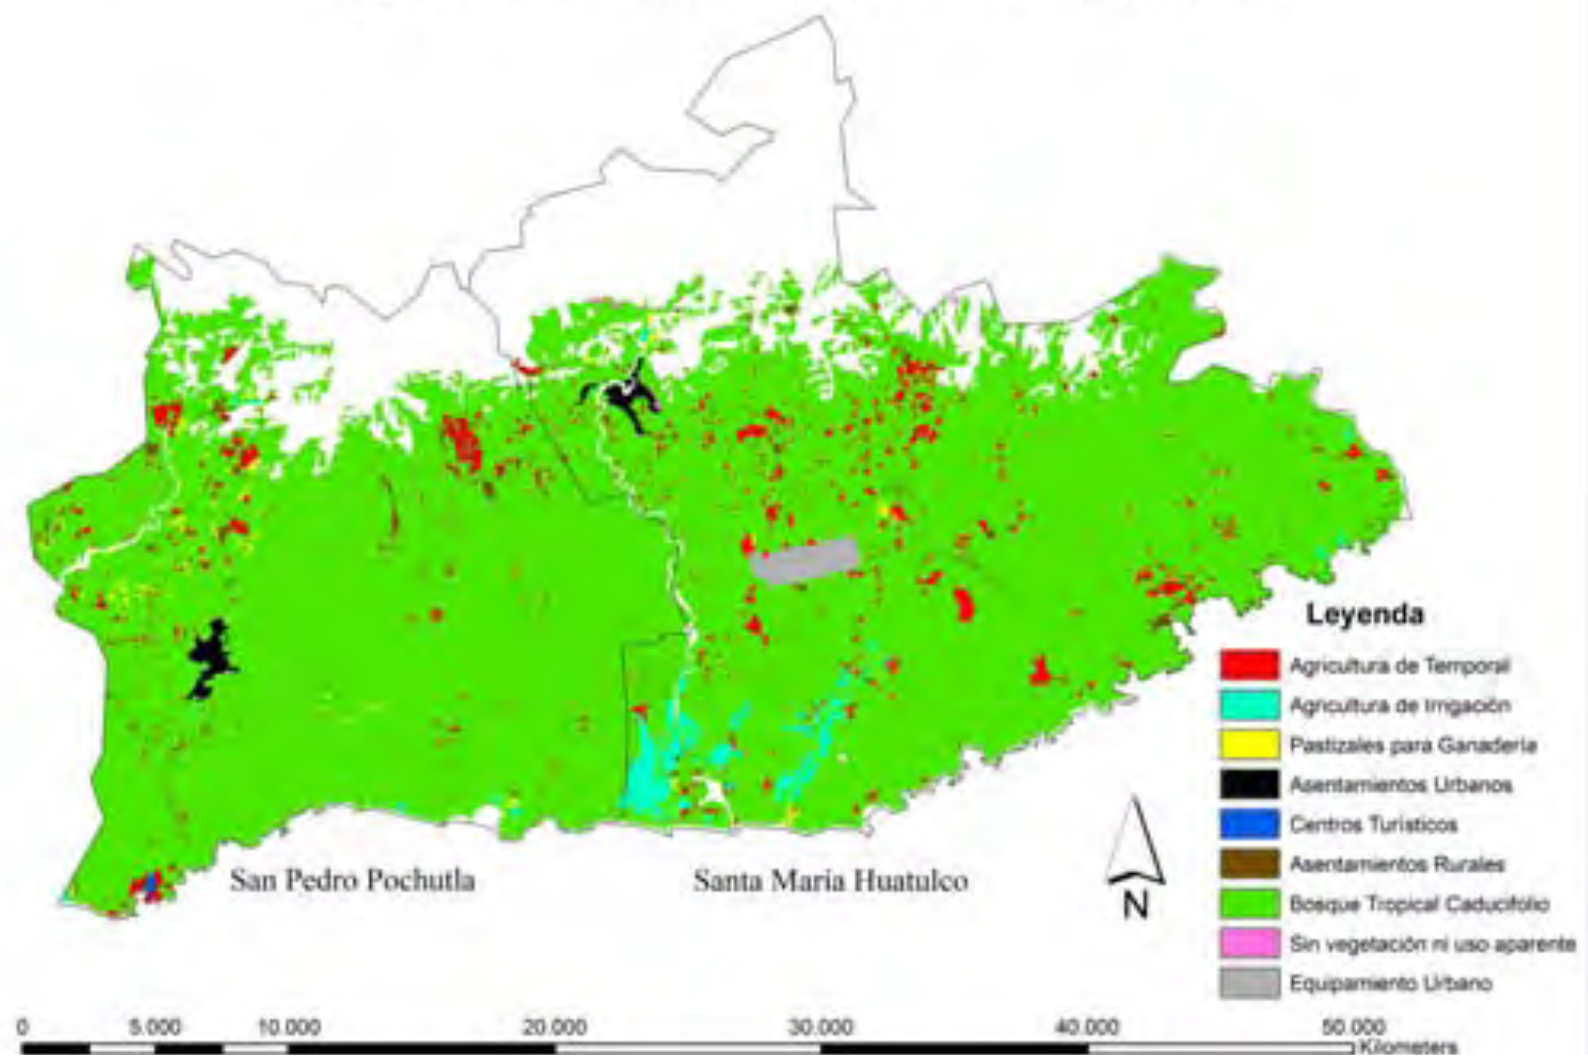 Leyenda
Agricultura de Temporal
Agricultura de Irrigación
Pastizales para Ganadería
Asentamientos Urbanos
Centros Turísticos
Asentamientos Rurales
Bosque Tropical Caducifolio
Sin vegetación ni uso aparente
Equipamiento Urbano
San Pedro Pochutla
Santa María Huatulco
N
0 5.000 10.000 20.000 30.000 40.000 50.000
Kilometers